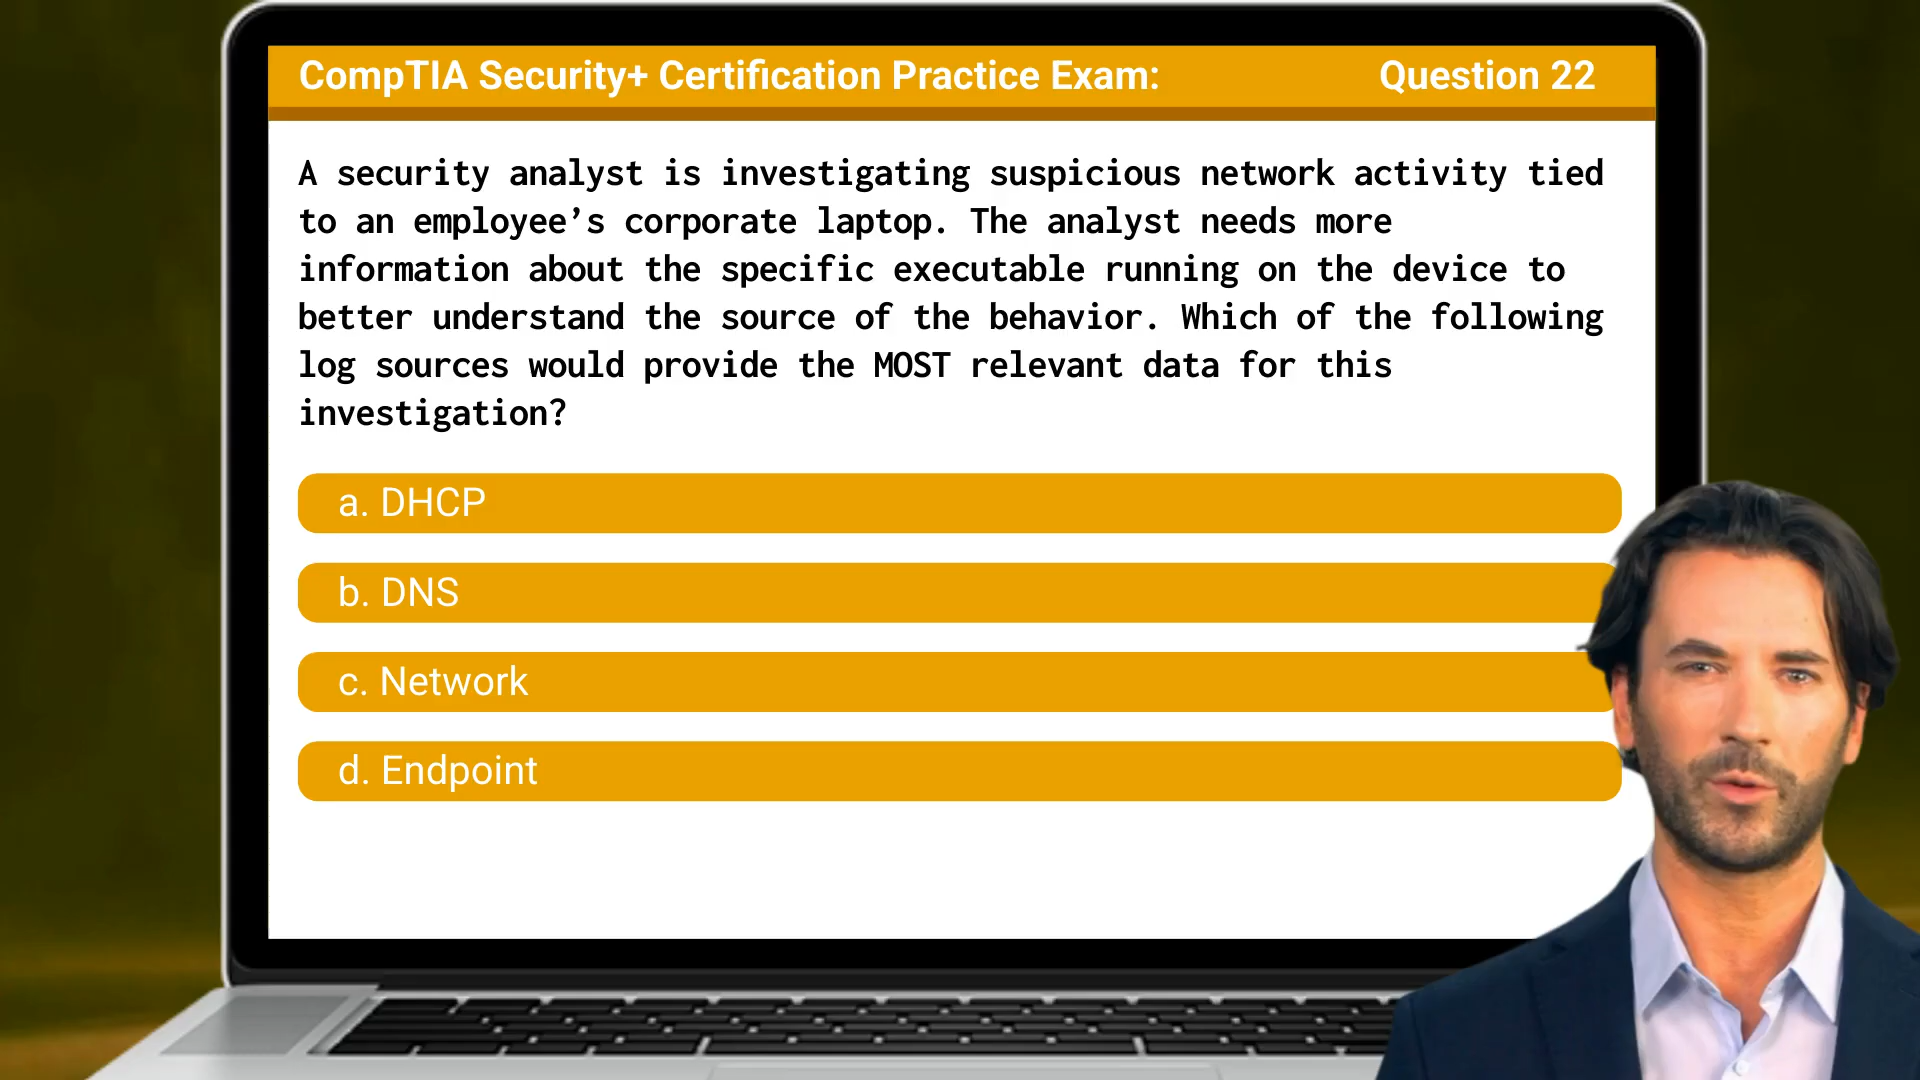 CompTIA Security+ Certification Practice Exam: Question 22
A security analyst is investigating suspicious network activity tied
to an employee’s corporate laptop. The analyst needs more
information about the specific executable running on the device to
better understand the source of the behavior. Which of the following
log sources would provide the MOST relevant data for this
investigation?
a. DHCP
b. DNS
c. Network
d. Endpoint